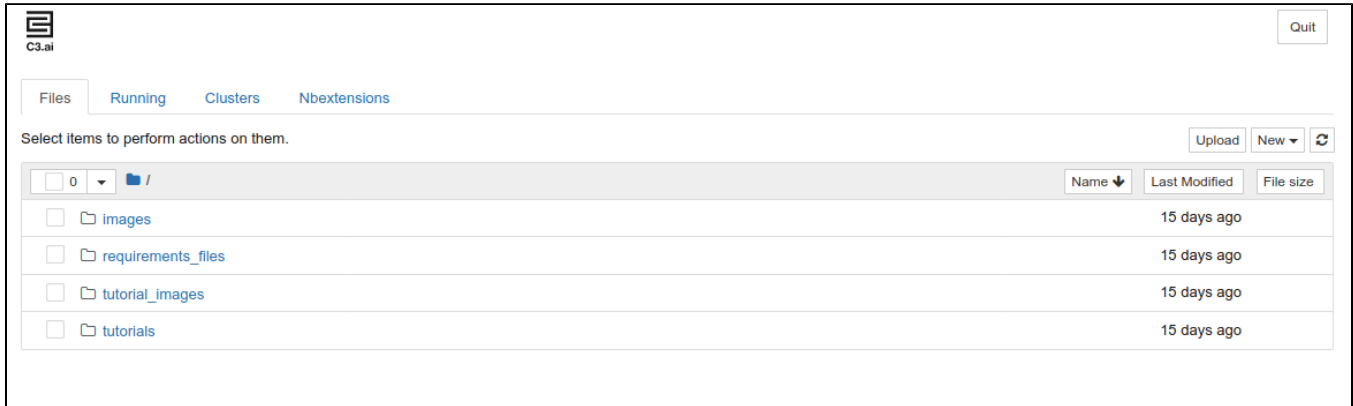 C3.ai
Quit
Files Running Clusters Nbextensions
Select items to perform actions on them.
Upload New
0 /
Name Last Modified File size
images 15 days ago
requirements_files 15 days ago
tutorial_images 15 days ago
tutorials 15 days ago